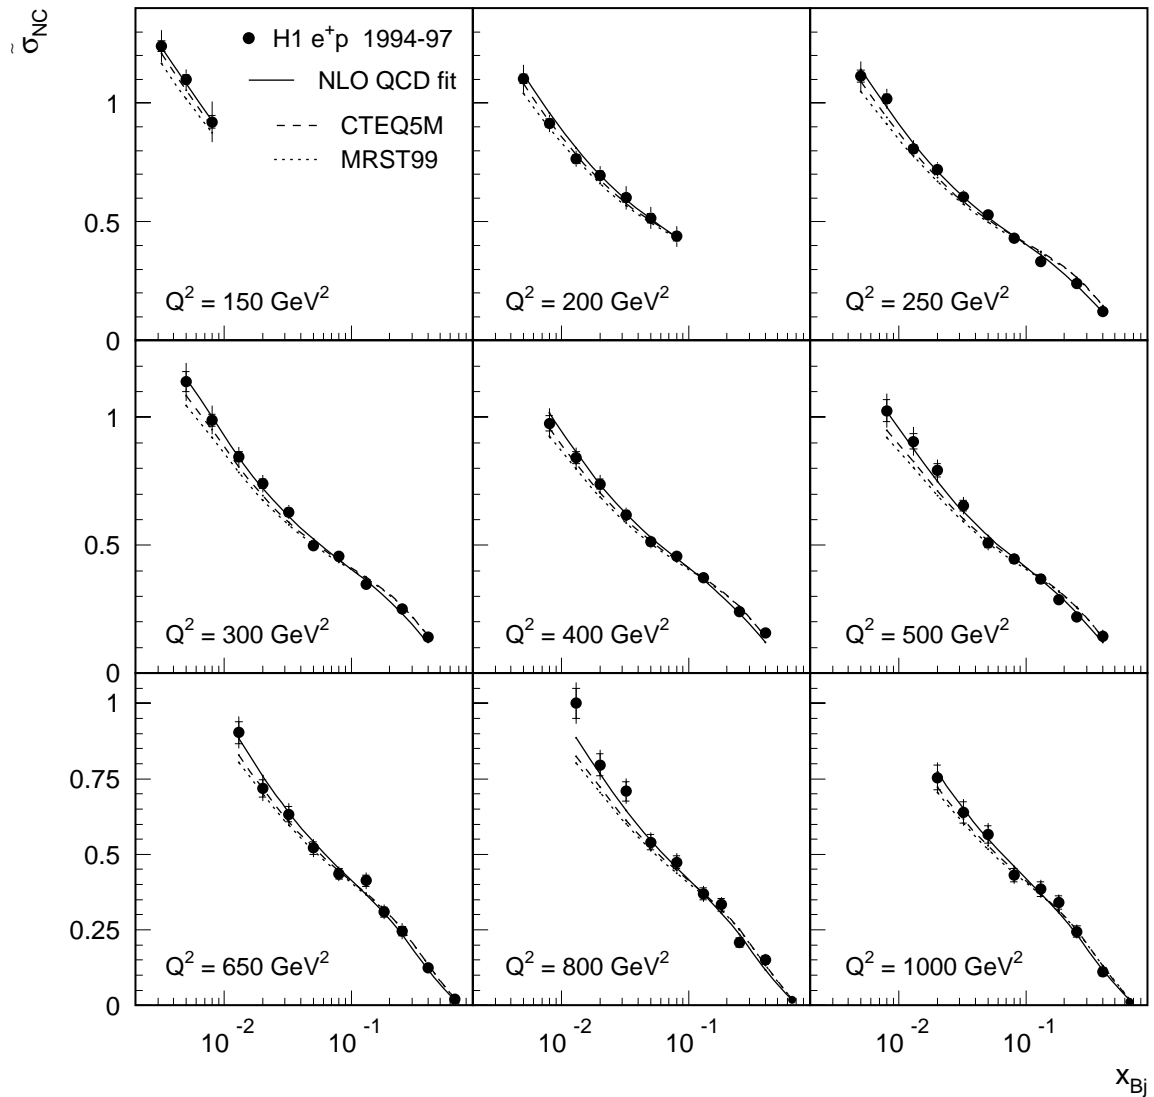 σ̃NC
H1 e⁺p 1994-97
NLO QCD fit
CTEQ5M
MRST99
1
0.5
0
Q² = 150 GeV²
Q² = 200 GeV²
Q² = 250 GeV²
1
0.5
0
Q² = 300 GeV²
Q² = 400 GeV²
Q² = 500 GeV²
1
0.75
0.5
0.25
0
Q² = 650 GeV²
Q² = 800 GeV²
Q² = 1000 GeV²
10⁻² 10⁻¹ 10⁻² 10⁻¹ 10⁻² 10⁻¹
xBj